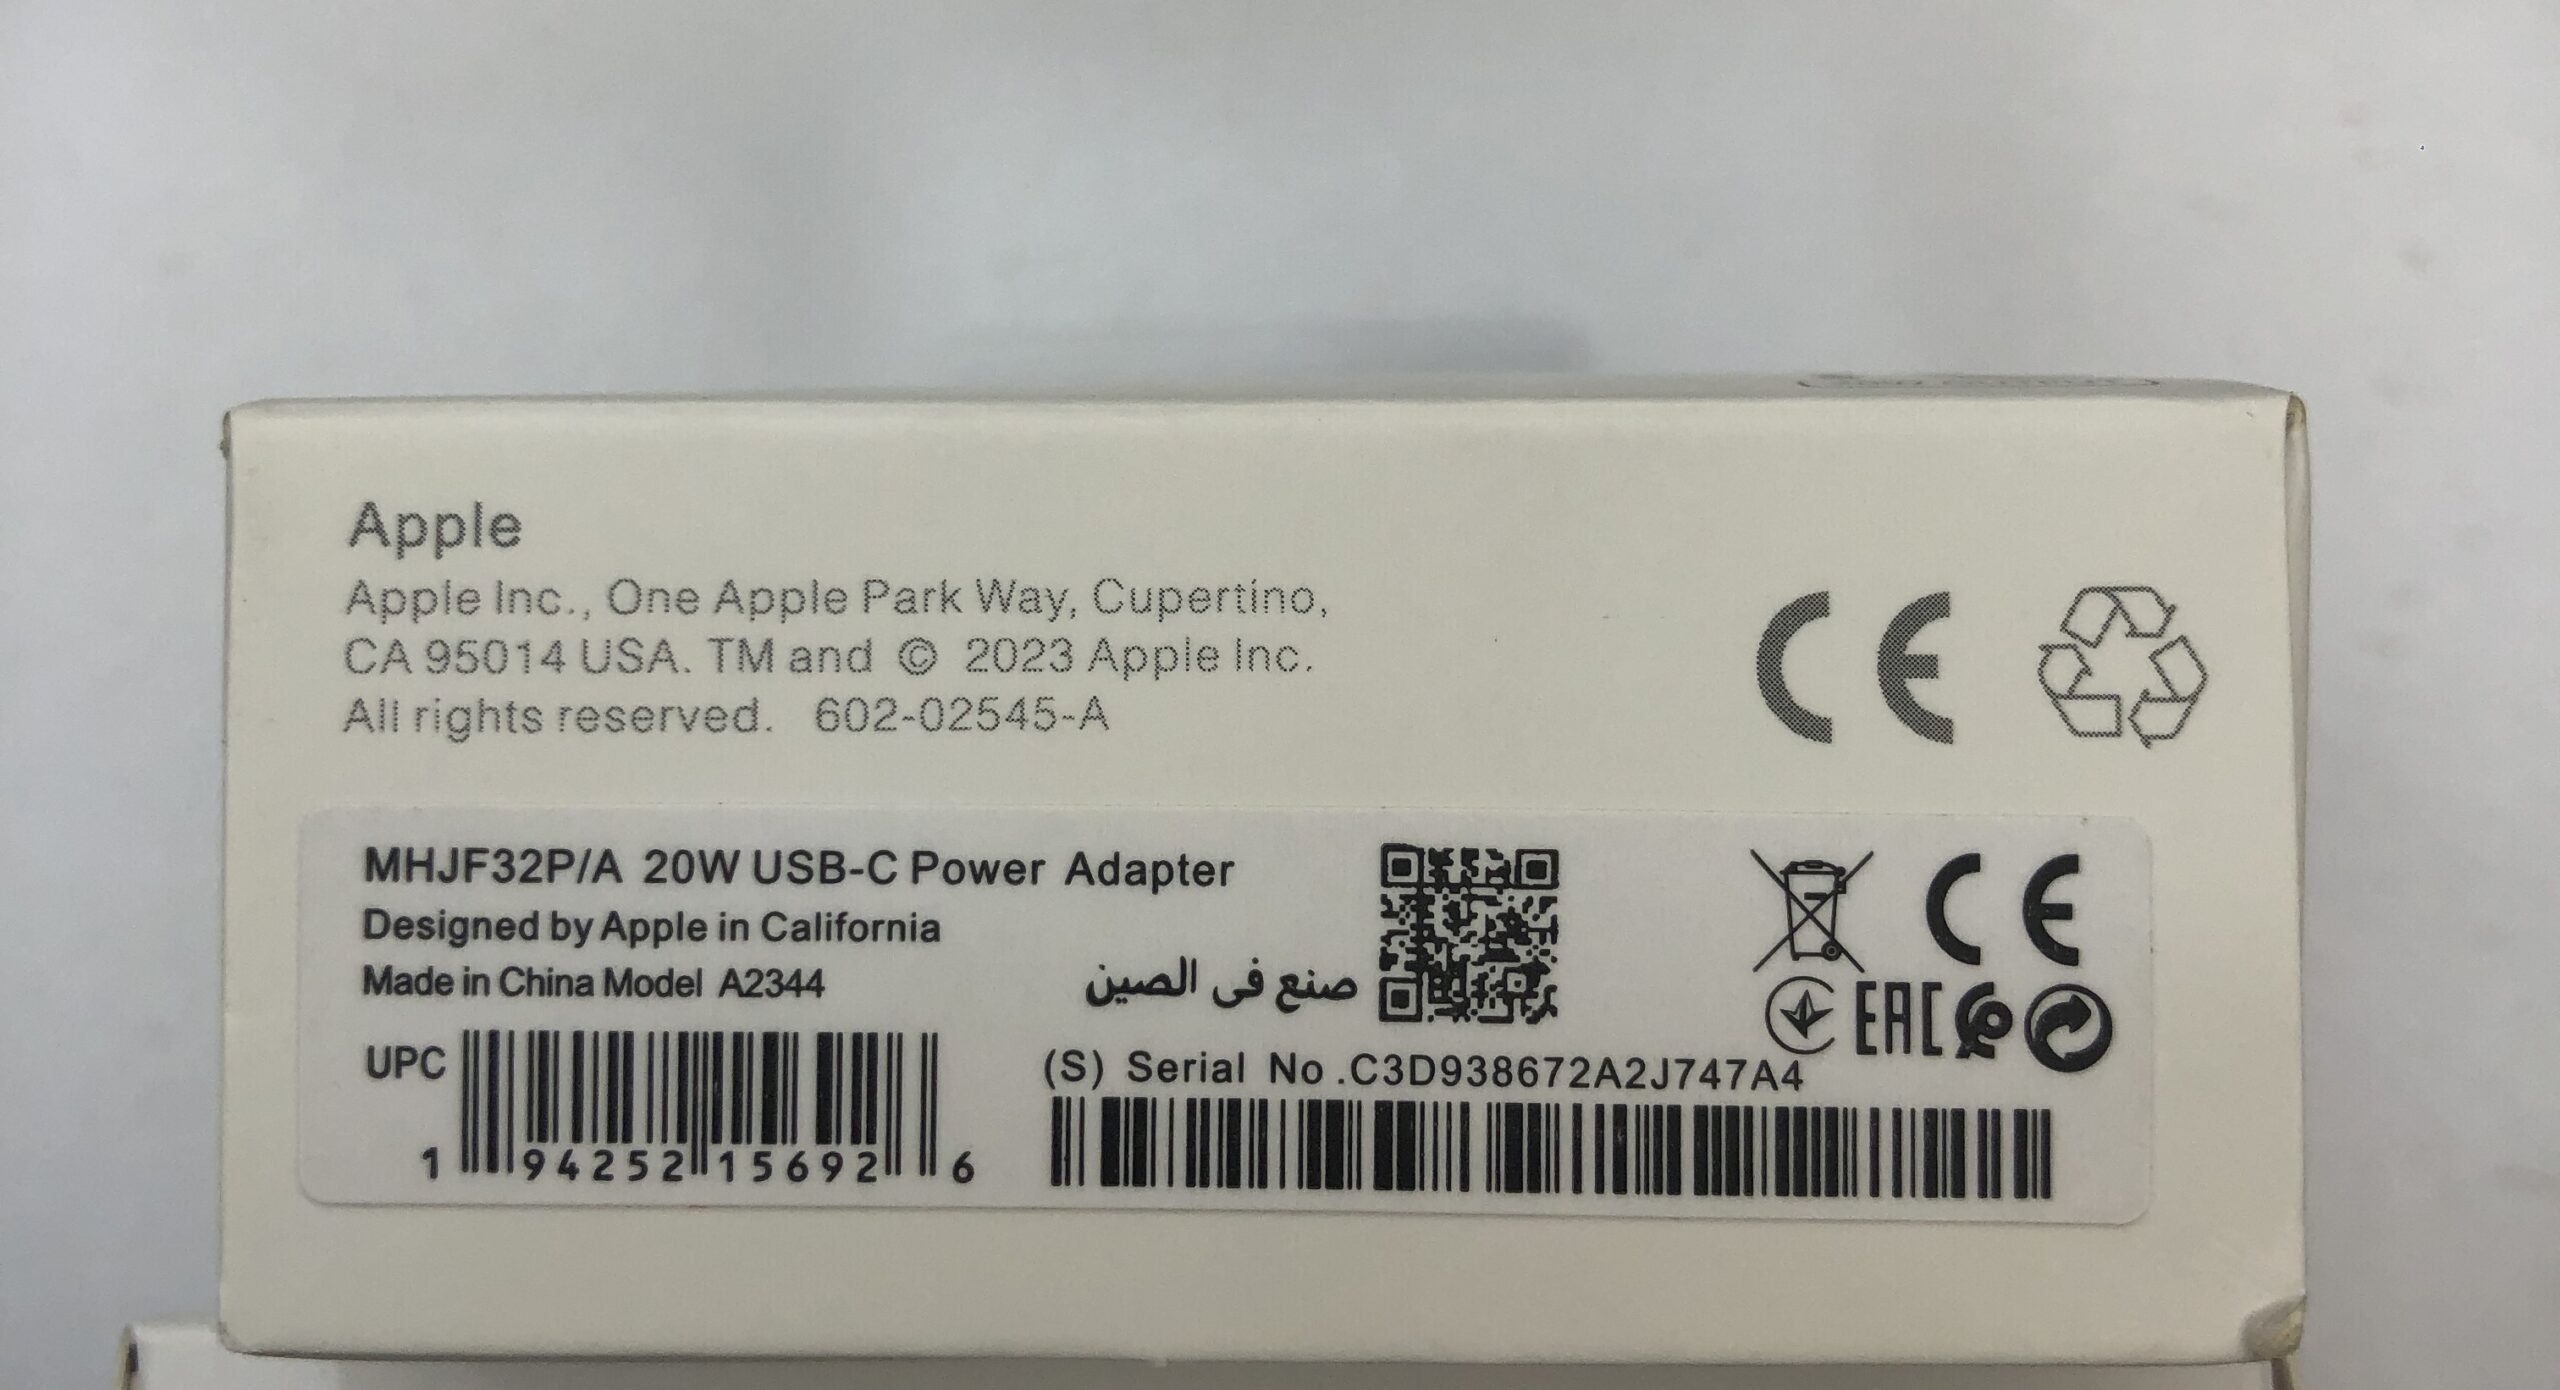 Apple
Apple Inc., One Apple Park Way, Cupertino,
CA 95014 USA. TM and © 2023 Apple Inc.
All rights reserved. 602-02545-A
CE
MHJF32P/A 20W USB-C Power Adapter
Designed by Apple in California
Made in China Model A2344
صنع فى الصين
CE
EAC
UPC
1 94252 15692 6
(S) Serial No.C3D938672A2J747A4